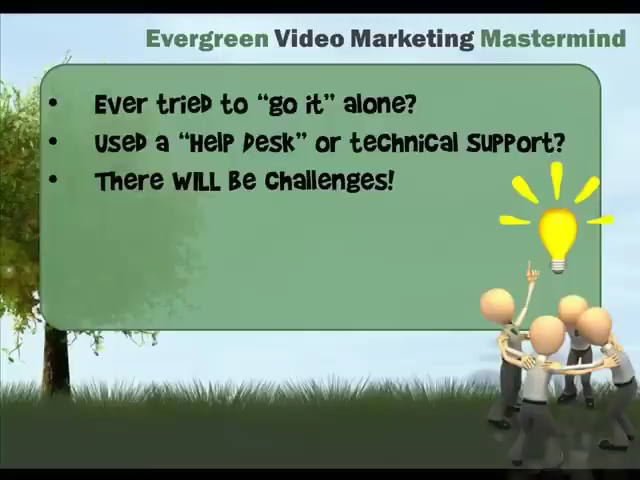 Evergreen Video Marketing Mastermind
• Ever tried to "go it" alone?
• Used a "Help Desk" or technical support?
• There WILL be challenges!